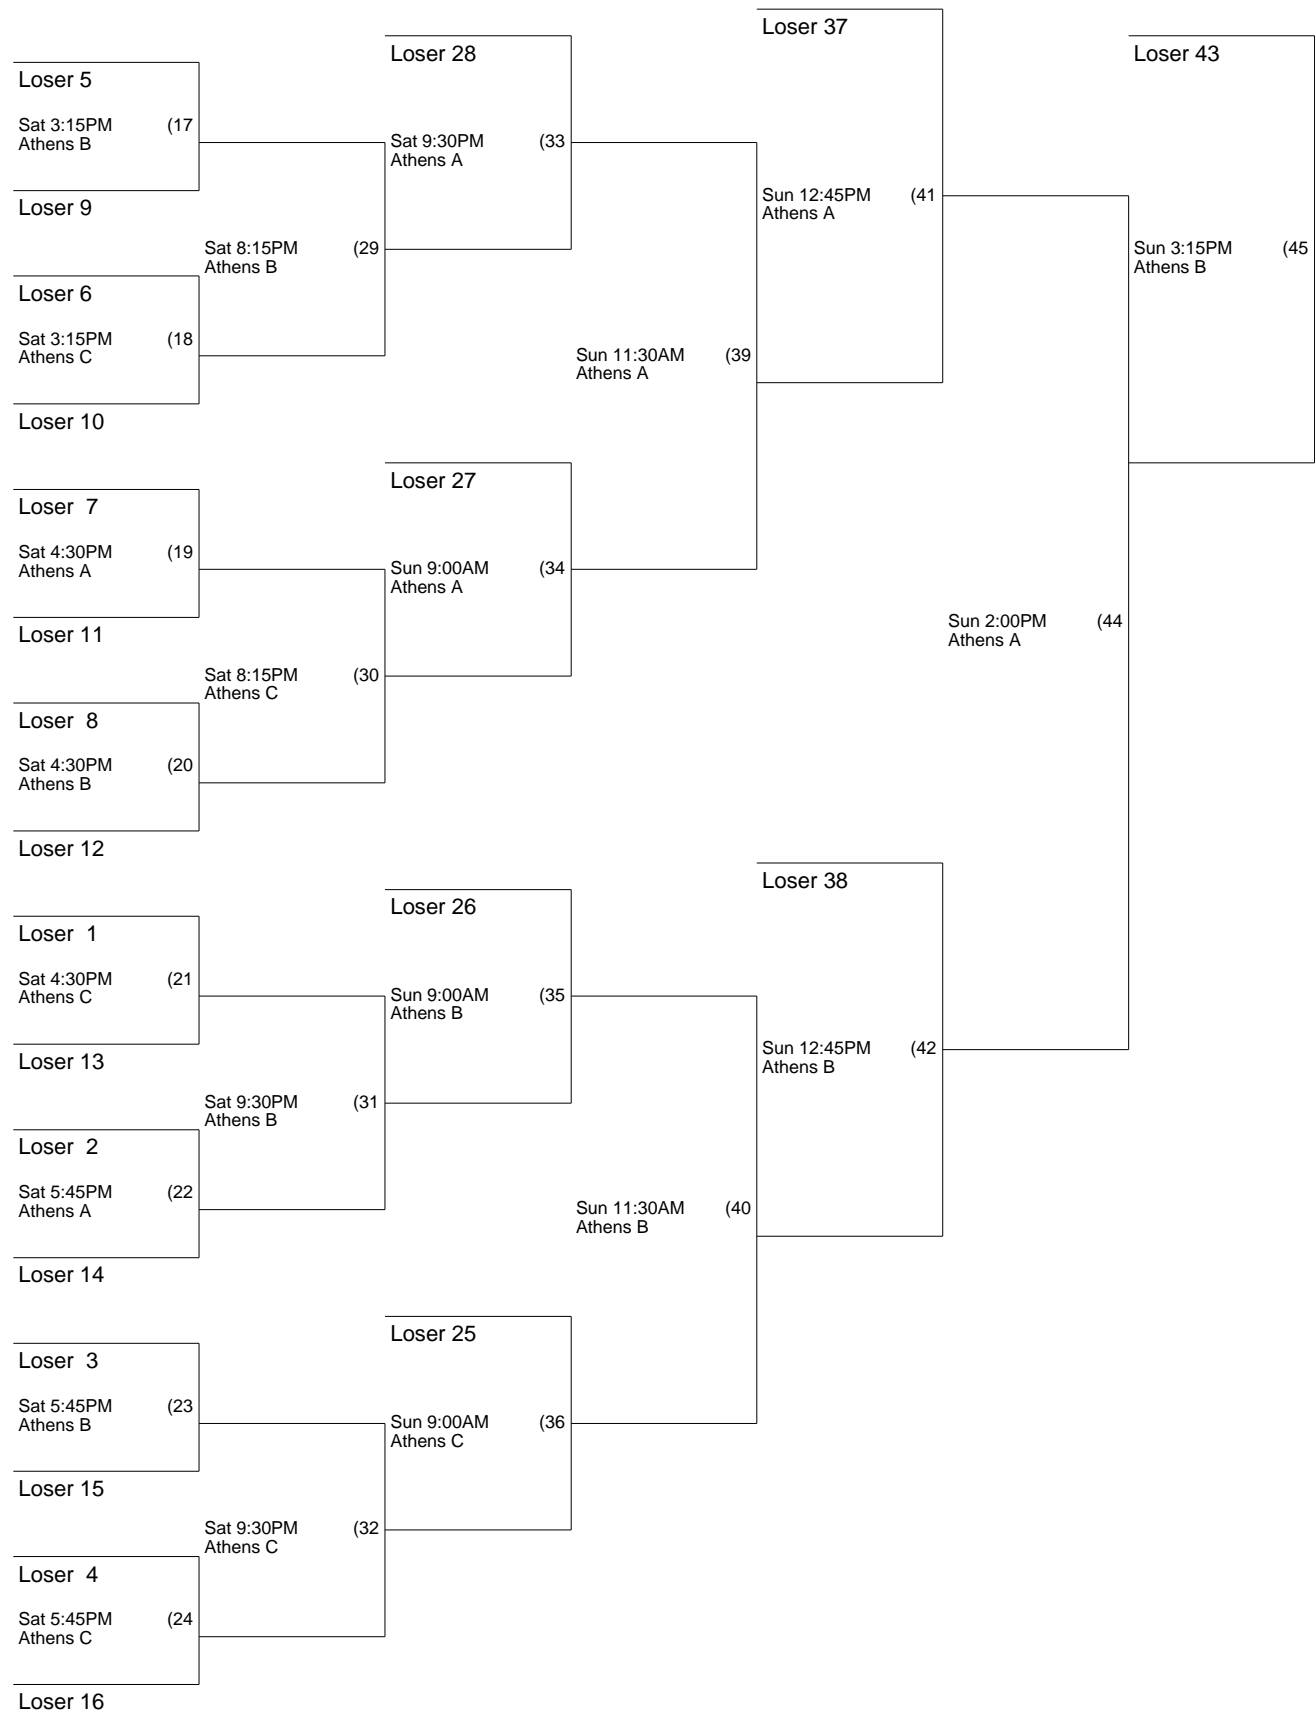 Loser 37
Loser 28
Loser 43
Loser 5
Sat 3:15PM (17
Athens B
Sat 9:30PM (33
Athens A
Sun 12:45PM (41
Athens A
Loser 9
Sat 8:15PM (29
Athens B
Sun 3:15PM (45
Athens B
Loser 6
Sat 3:15PM (18
Athens C
Sun 11:30AM (39
Athens A
Loser 10
Loser 27
Loser 7
Sat 4:30PM (19
Athens A
Sun 9:00AM (34
Athens A
Loser 11
Sun 2:00PM (44
Athens A
Sat 8:15PM (30
Athens C
Loser 8
Sat 4:30PM (20
Athens B
Loser 12
Loser 38
Loser 26
Loser 1
Sat 4:30PM (21
Athens C
Sun 9:00AM (35
Athens B
Loser 13
Sun 12:45PM (42
Athens B
Sat 9:30PM (31
Athens B
Loser 2
Sat 5:45PM (22
Athens A
Sun 11:30AM (40
Athens B
Loser 14
Loser 25
Loser 3
Sat 5:45PM (23
Athens B
Sun 9:00AM (36
Athens C
Loser 15
Sat 9:30PM (32
Athens C
Loser 4
Sat 5:45PM (24
Athens C
Loser 16